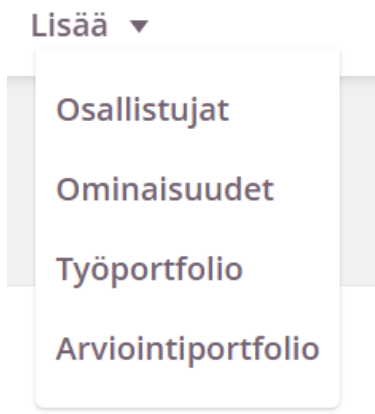 Lisää
Osallistujat
Ominaisuudet
Työportfolio
Arviointiportfolio